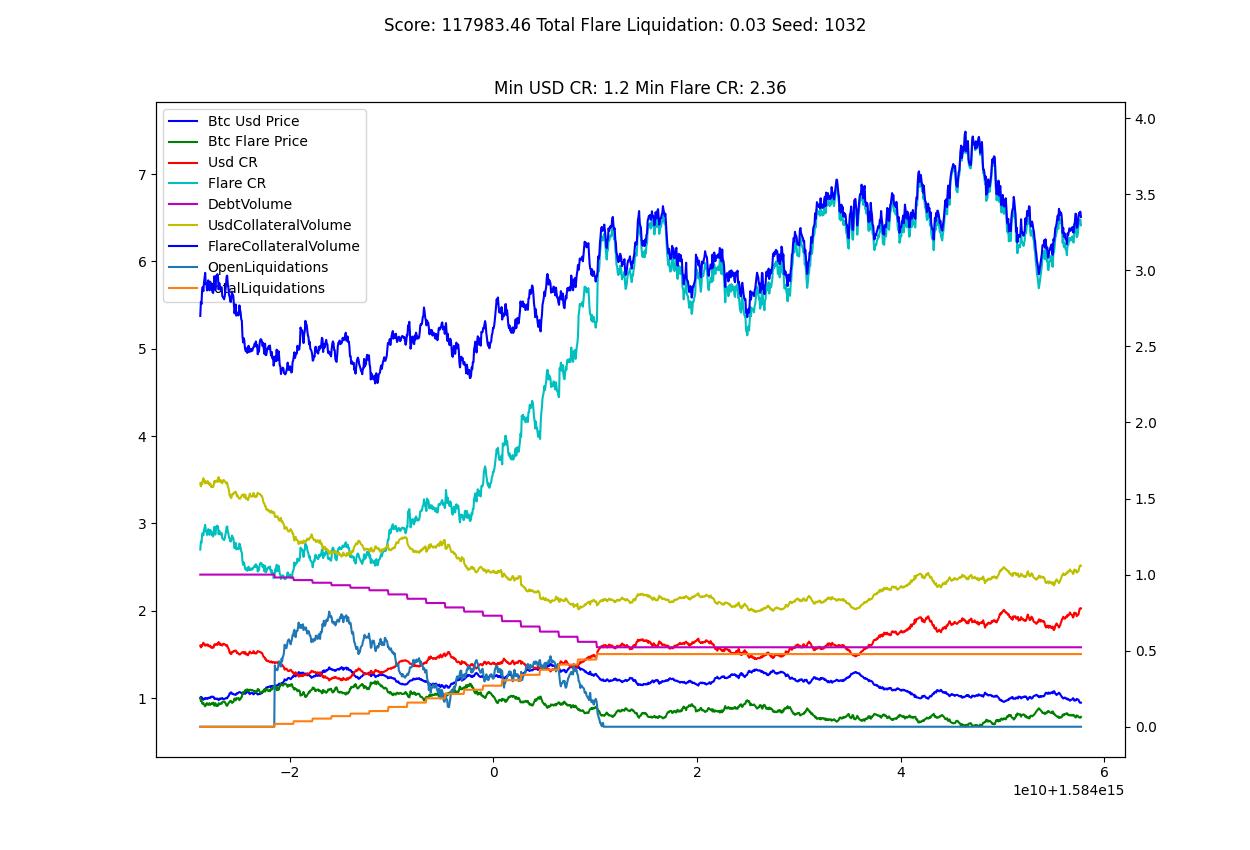 Score: 117983.46 Total Flare Liquidation: 0.03 Seed: 1032
Min USD CR: 1.2 Min Flare CR: 2.36
Btc Usd Price
Btc Flare Price
Usd CR
Flare CR
DebtVolume
UsdCollateralVolume
FlareCollateralVolume
OpenLiquidations
TotalLiquidations
7
6
5
4
3
2
1
4.0
3.5
3.0
2.5
2.0
1.5
1.0
0.5
0.0
−2
0
2
4
6
1e10+1.584e15